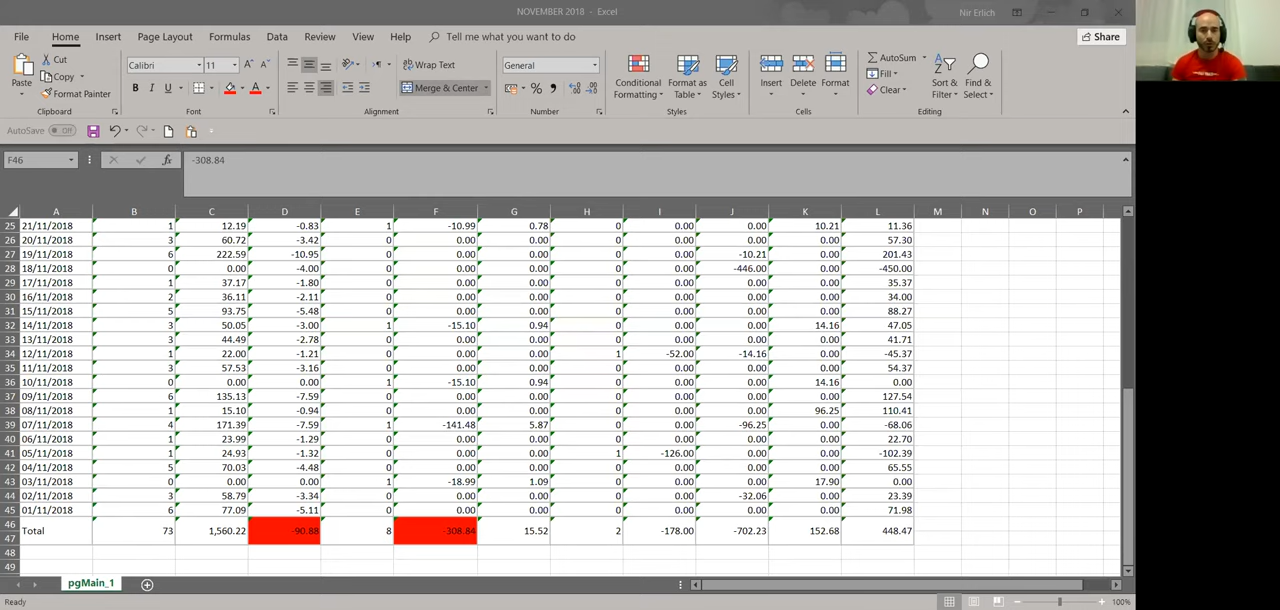 NOVEMBER 2018 - Excel
Nir Erlich
File Home Insert Page Layout Formulas Data Review View Help Tell me what you want to do Share
Paste Cut Copy Format Painter Clipboard
Calibri 11 A A B I U A Font
Wrap Text Merge & Center Alignment
General % , Number
Conditional Formatting Format as Table Cell Styles Styles
Insert Delete Format Cells
AutoSum Fill Clear Sort & Filter Find & Select Editing
AutoSave Off
F46 fx -308.84
A B C D E F G H I J K L M N O P
25 21/11/2018 1 12.19 -0.83 1 -10.99 0.78 0 0.00 0.00 10.21 11.36
26 20/11/2018 3 60.72 -3.42 0 0.00 0.00 0 0.00 0.00 0.00 57.30
27 19/11/2018 6 222.59 -10.95 0 0.00 0.00 0 0.00 -10.21 0.00 201.43
28 18/11/2018 0 0.00 -4.00 0 0.00 0.00 0 0.00 -446.00 0.00 -450.00
29 17/11/2018 1 37.17 -1.80 0 0.00 0.00 0 0.00 0.00 0.00 35.37
30 16/11/2018 2 36.11 -2.11 0 0.00 0.00 0 0.00 0.00 0.00 34.00
31 15/11/2018 5 93.75 -5.48 0 0.00 0.00 0 0.00 0.00 0.00 88.27
32 14/11/2018 3 50.05 -3.00 1 -15.10 0.94 0 0.00 0.00 14.16 47.05
33 13/11/2018 3 44.49 -2.78 0 0.00 0.00 0 0.00 0.00 0.00 41.71
34 12/11/2018 1 22.00 -1.21 0 0.00 0.00 1 -52.00 -14.16 0.00 -45.37
35 11/11/2018 3 57.53 -3.16 0 0.00 0.00 0 0.00 0.00 0.00 54.37
36 10/11/2018 0 0.00 0.00 1 -15.10 0.94 0 0.00 0.00 14.16 0.00
37 09/11/2018 6 135.13 -7.59 0 0.00 0.00 0 0.00 0.00 0.00 127.54
38 08/11/2018 1 15.10 -0.94 0 0.00 0.00 0 0.00 0.00 96.25 110.41
39 07/11/2018 4 171.39 -7.59 1 -141.48 5.87 0 0.00 -96.25 0.00 -68.06
40 06/11/2018 1 23.99 -1.29 0 0.00 0.00 0 0.00 0.00 0.00 22.70
41 05/11/2018 1 24.93 -1.32 0 0.00 0.00 1 -126.00 0.00 0.00 -102.39
42 04/11/2018 5 70.03 -4.48 0 0.00 0.00 0 0.00 0.00 0.00 65.55
43 03/11/2018 0 0.00 0.00 1 -18.99 1.09 0 0.00 0.00 17.90 0.00
44 02/11/2018 3 58.79 -3.34 0 0.00 0.00 0 0.00 -32.06 0.00 23.39
45 01/11/2018 6 77.09 -5.11 0 0.00 0.00 0 0.00 0.00 0.00 71.98
46
Total 73 1,560.22 -90.88 8 -308.84 15.52 2 -178.00 -702.23 152.68 448.47
47
48
49
pgMain_1
Ready 100%